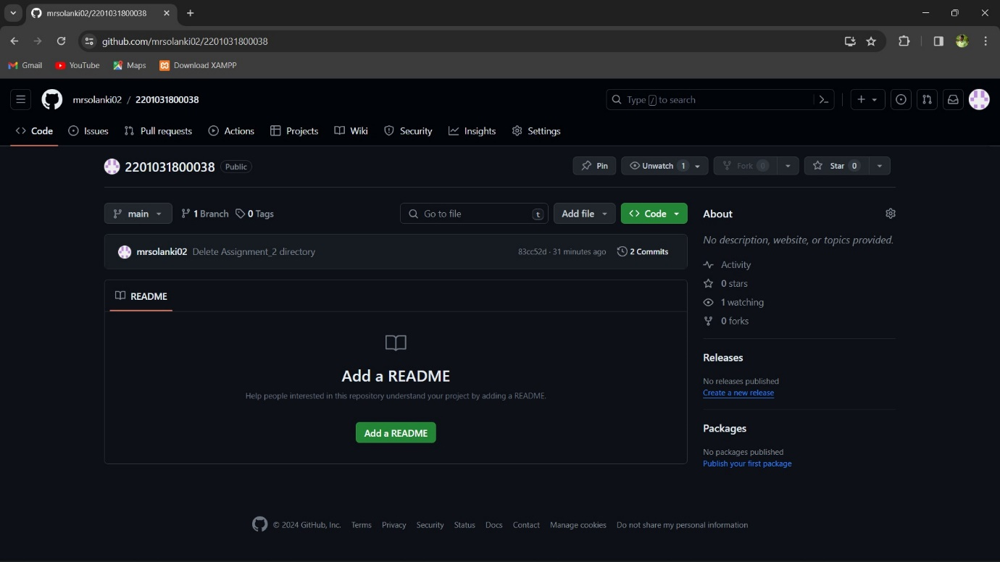 mrsolanki02/2201031800038
github.com/mrsolanki02/2201031800038
Gmail YouTube Maps Download XAMPP
mrsolanki02 / 2201031800038 Type / to search
Code Issues Pull requests Actions Projects Wiki Security Insights Settings
2201031800038 Public Pin Unwatch 1 Fork 0 Star 0
main 1 Branch 0 Tags Go to file t Add file <> Code About
No description, website, or topics provided.
mrsolanki02 Delete Assignment_2 directory 83cc52d · 31 minutes ago 2 Commits
Activity
0 stars
README
1 watching
0 forks
Add a README
Help people interested in this repository understand your project by adding a README.
Add a README
Releases
No releases published
Create a new release
Packages
No packages published
Publish your first package
© 2024 GitHub, Inc. Terms Privacy Security Status Docs Contact Manage cookies Do not share my personal information